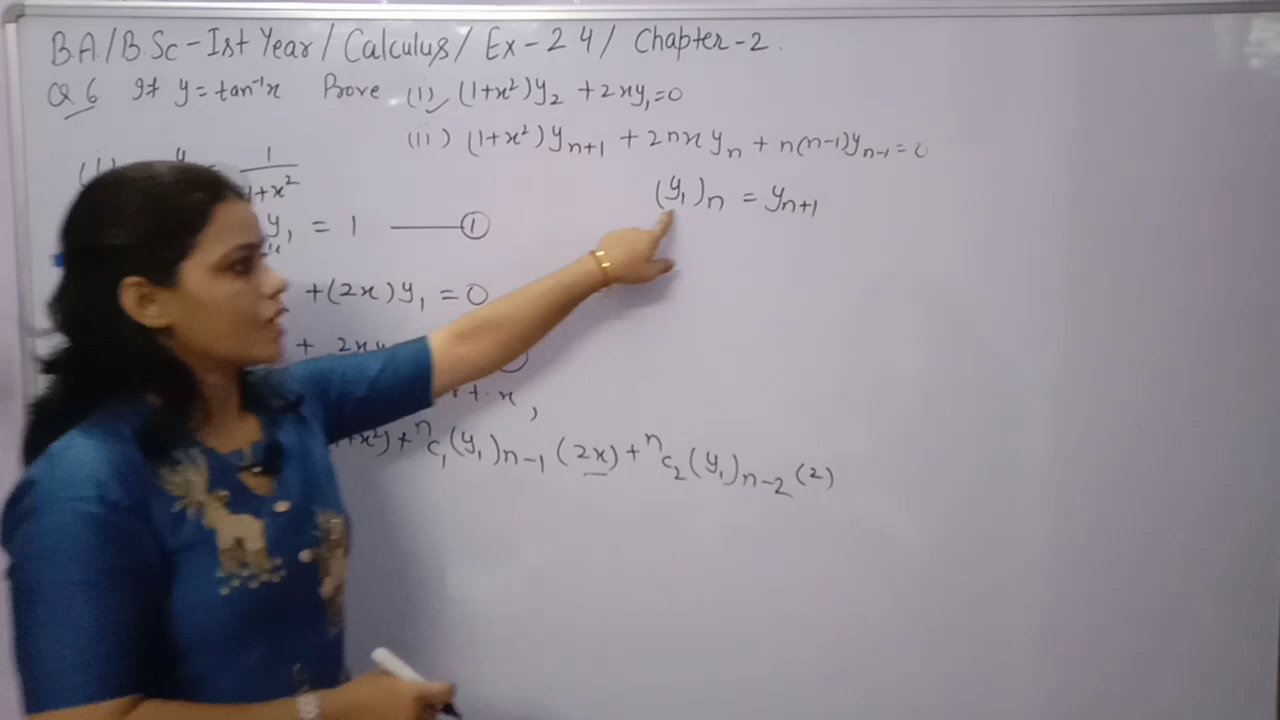 B.A./B.Sc - Ist Year / Calculus / Ex - 2.4 / Chapter - 2.
Q 6 If y = tan⁻¹x Prove (i) (1+x²)y₂ + 2xy₁ = 0
(ii) (1+x²)yₙ₊₁ + 2nx yₙ + n(n-1)yₙ₋₁ = 0
1
+x²
(y₁)ₙ = yₙ₊₁
y₁ = 1 —— ①
+(2x)y₁ = 0
+ 2x
x,
+x²) + ⁿc₁(y₁)ₙ₋₁ (2x) + ⁿc₂(y₁)ₙ₋₂ (2)